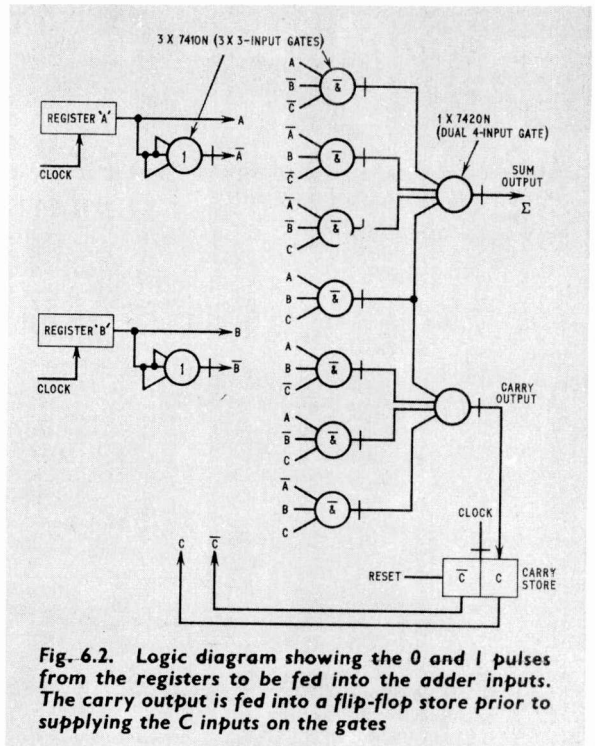 3 X 7410N (3 X 3-INPUT GATES)
A
B̅
C̅
&̅
REGISTER 'A'
A
1
A̅
CLOCK
A̅
B
C̅
&̅
1 X 7420N
(DUAL 4-INPUT GATE)
SUM
OUTPUT
Σ
A̅
B̅
C
&̅
A
B
C
&̅
REGISTER 'B'
B
1
B̅
CLOCK
A
B
C̅
&̅
CARRY
OUTPUT
A
B̅
C
&̅
A̅
B
C
&̅
CLOCK
C
C̅
RESET
C̅
C
CARRY
STORE
Fig. 6.2. Logic diagram showing the 0 and 1 pulses
from the registers to be fed into the adder inputs.
The carry output is fed into a flip-flop store prior to
supplying the C inputs on the gates